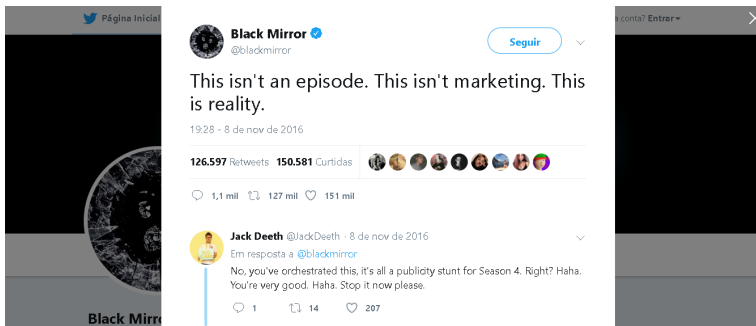 Página Inicial
a conta? Entrar
Black Mirror
@blackmirror
Seguir
This isn't an episode. This isn't marketing. This
is reality.
19:28 - 8 de nov de 2016
126.597 Retweets 150.581 Curtidas
1,1 mil 127 mil 151 mil
Jack Deeth @JackDeeth · 8 de nov de 2016
Em resposta a @blackmirror
No, you've orchestrated this, it's all a publicity stunt for Season 4. Right? Haha.
You're very good. Haha. Stop it now please.
1 14 207
Black Mirr